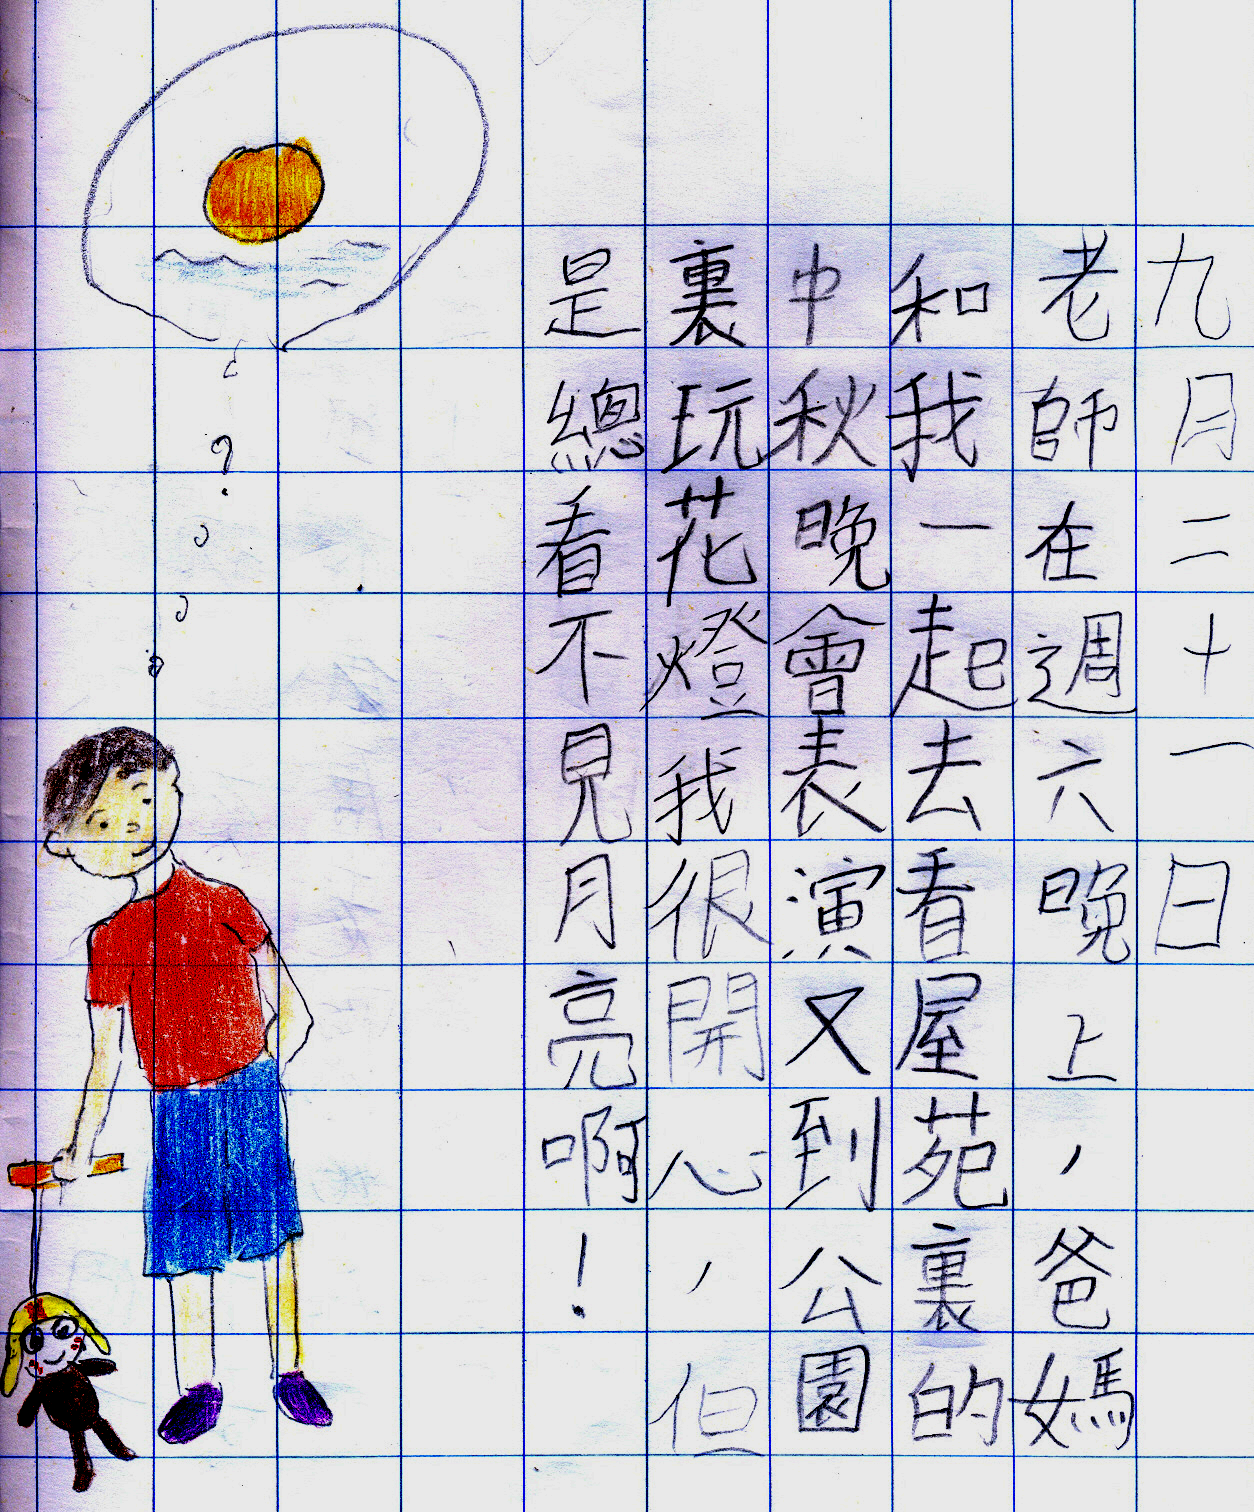 九月二十一日
老師在週六晚上，爸媽
和我一起去看屋苑裏的
中秋晚會表演又到公園
裏玩花燈我很開心，但
是總看不見月亮啊！
?